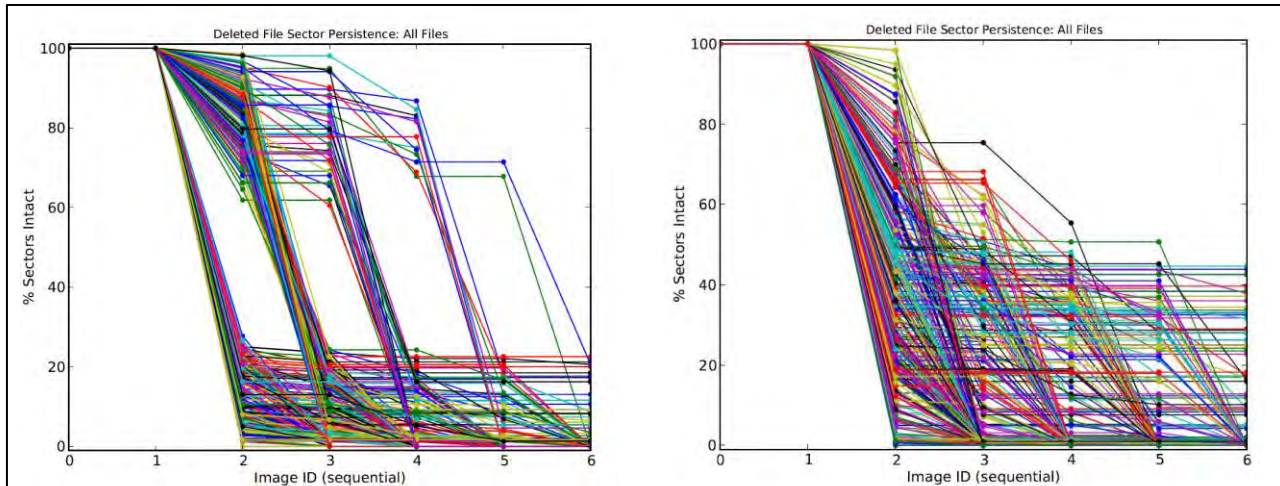 Deleted File Sector Persistence: All Files
100
80
60
40
20
0
% Sectors Intact
0 1 2 3 4 5 6
Image ID (sequential)
Deleted File Sector Persistence: All Files
100
80
60
40
20
0
% Sectors Intact
0 1 2 3 4 5 6
Image ID (sequential)